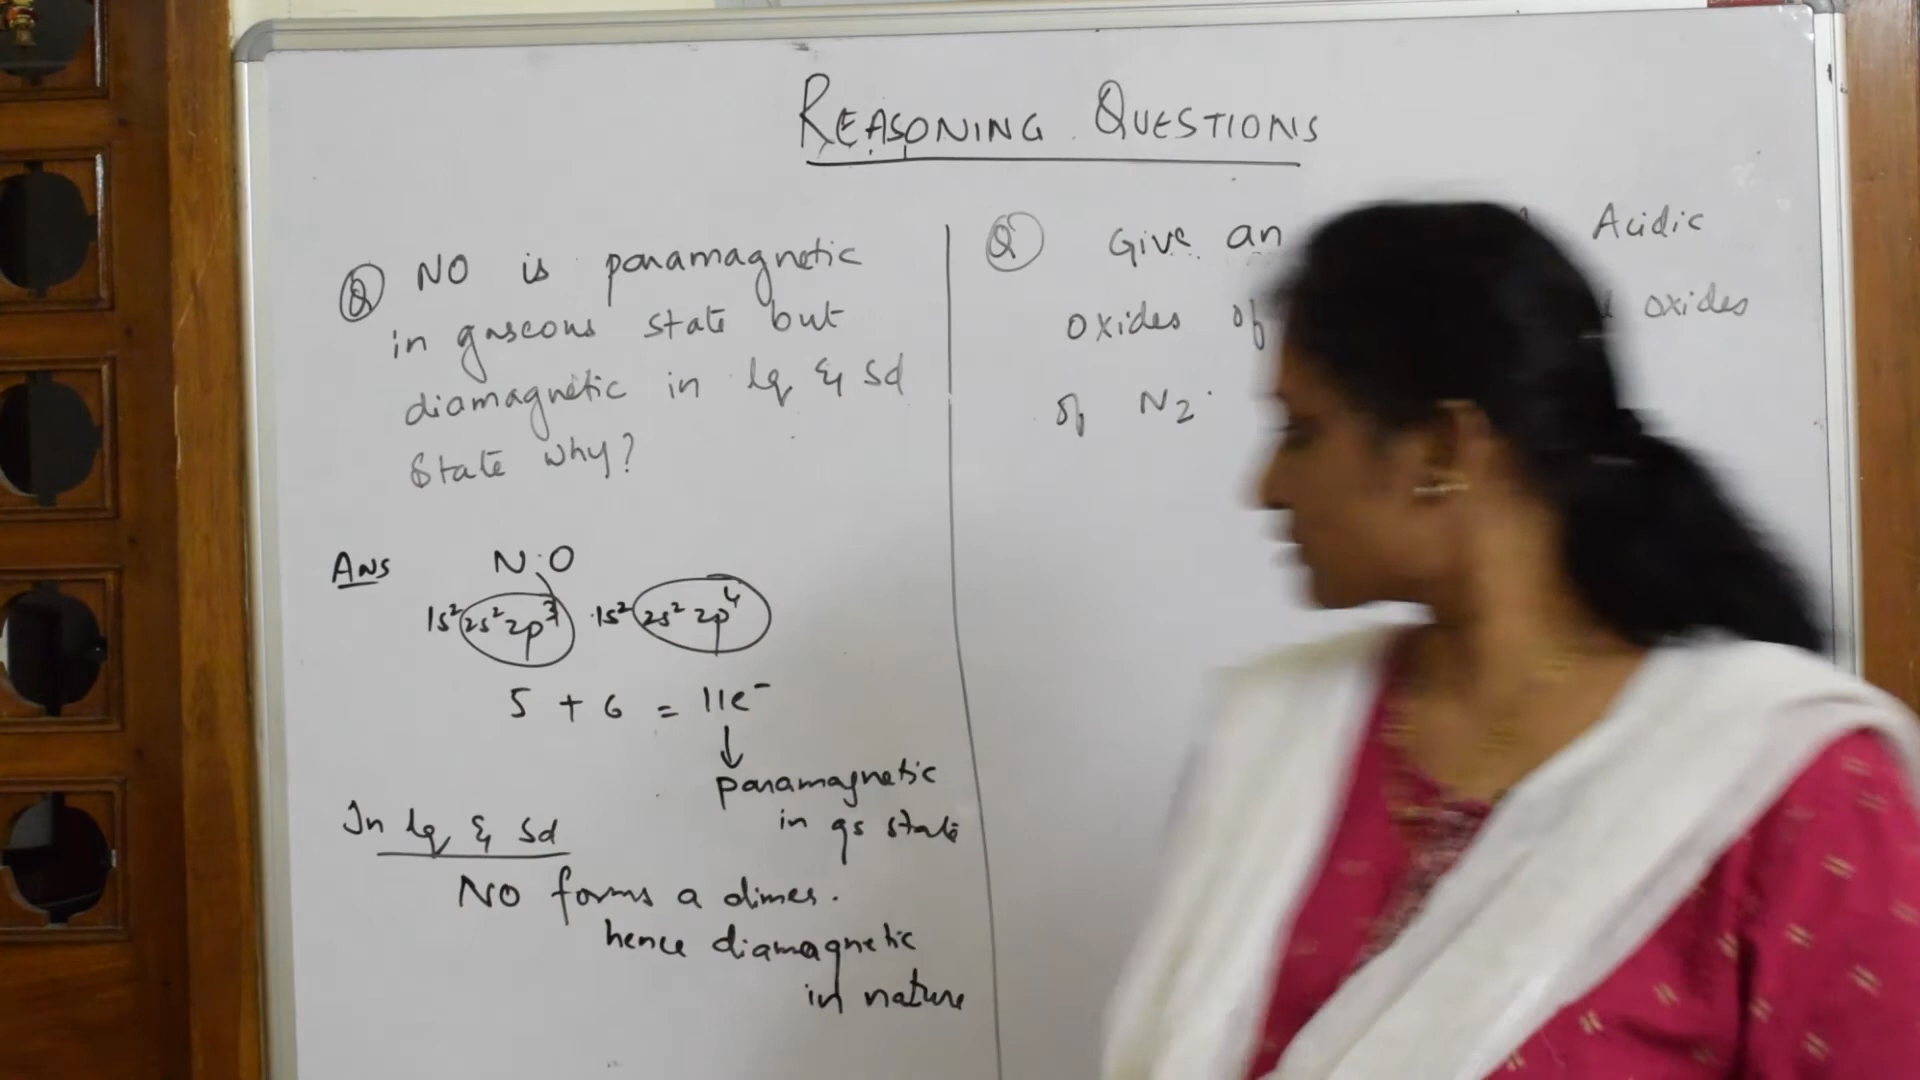 REASONING QUESTIONS
Q NO is paramagnetic
in gaseous state but
diamagnetic in lq & sd
State why?
Ans N O
1s² 2s² 2p³ 1s² 2s² 2p⁴
5 + 6 = 11e⁻
↓
paramagnetic
in gs state
In lq & sd
NO forms a dimer.
hence diamagnetic
in nature
Q Give an Acidic
oxides of oxides
of N₂.